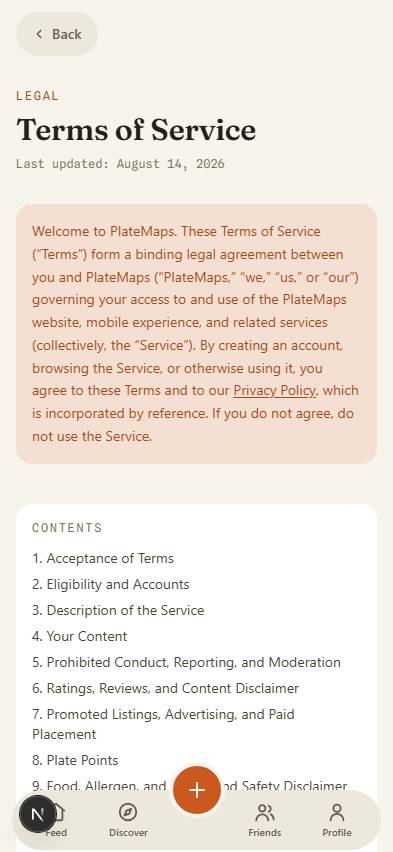 Back
LEGAL
Terms of Service
Last updated: August 14, 2026
Welcome to PlateMaps. These Terms of Service
(“Terms”) form a binding legal agreement between
you and PlateMaps (“PlateMaps,” “we,” “us,” or “our”)
governing your access to and use of the PlateMaps
website, mobile experience, and related services
(collectively, the “Service”). By creating an account,
browsing the Service, or otherwise using it, you
agree to these Terms and to our Privacy Policy, which
is incorporated by reference. If you do not agree, do
not use the Service.
CONTENTS
1. Acceptance of Terms
2. Eligibility and Accounts
3. Description of the Service
4. Your Content
5. Prohibited Conduct, Reporting, and Moderation
6. Ratings, Reviews, and Content Disclaimer
7. Promoted Listings, Advertising, and Paid
Placement
8. Plate Points
9. Food, Allergen, and Safety Disclaimer
N
Feed
Discover
Friends
Profile